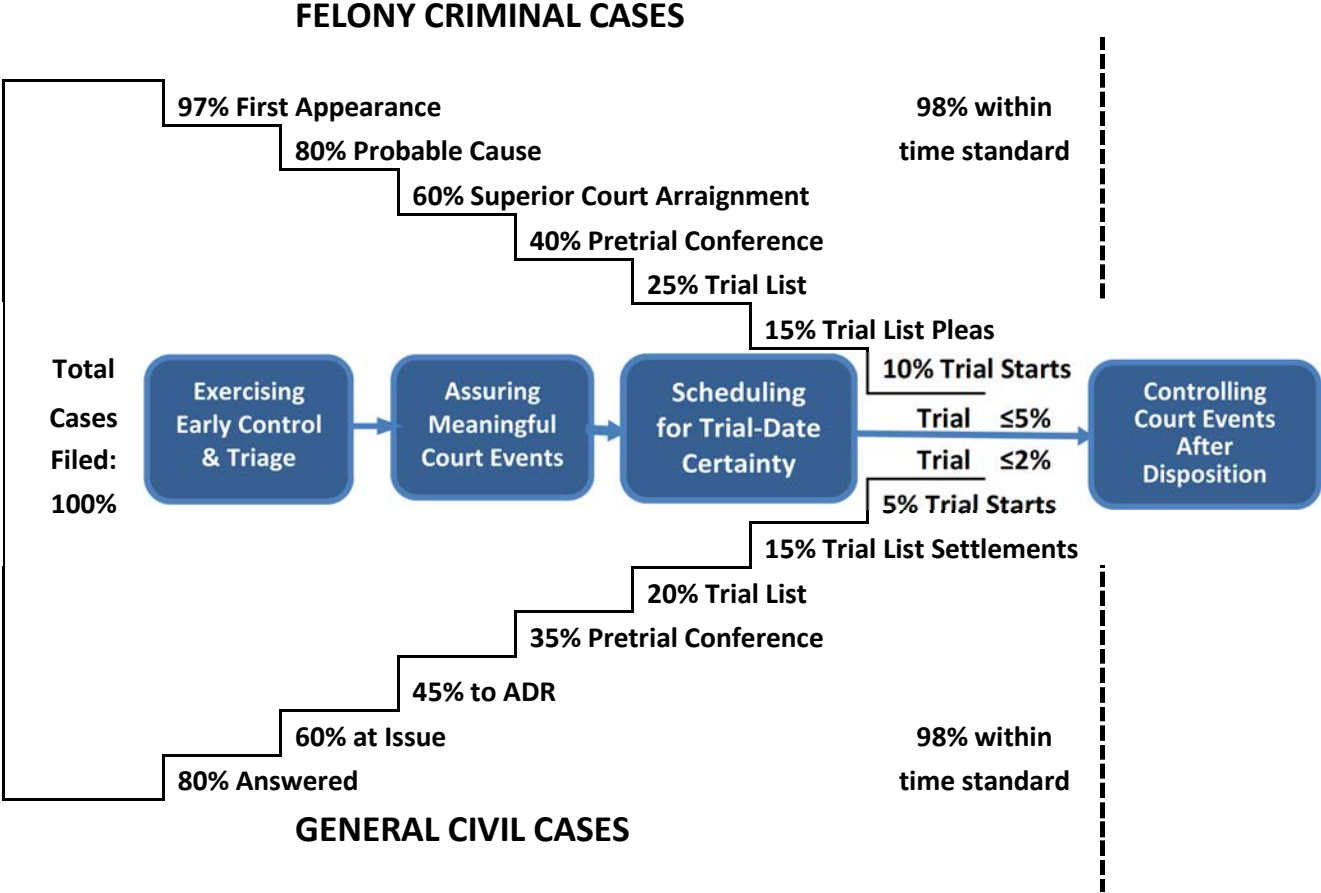 FELONY CRIMINAL CASES
97% First Appearance
98% within
80% Probable Cause
time standard
60% Superior Court Arraignment
40% Pretrial Conference
25% Trial List
15% Trial List Pleas
Total
Cases
Filed:
100%
Exercising
Early Control
& Triage
Assuring
Meaningful
Court Events
Scheduling
for Trial-Date
Certainty
10% Trial Starts
Trial ≤5%
Trial ≤2%
5% Trial Starts
Controlling
Court Events
After
Disposition
15% Trial List Settlements
20% Trial List
35% Pretrial Conference
45% to ADR
60% at Issue
98% within
80% Answered
time standard
GENERAL CIVIL CASES